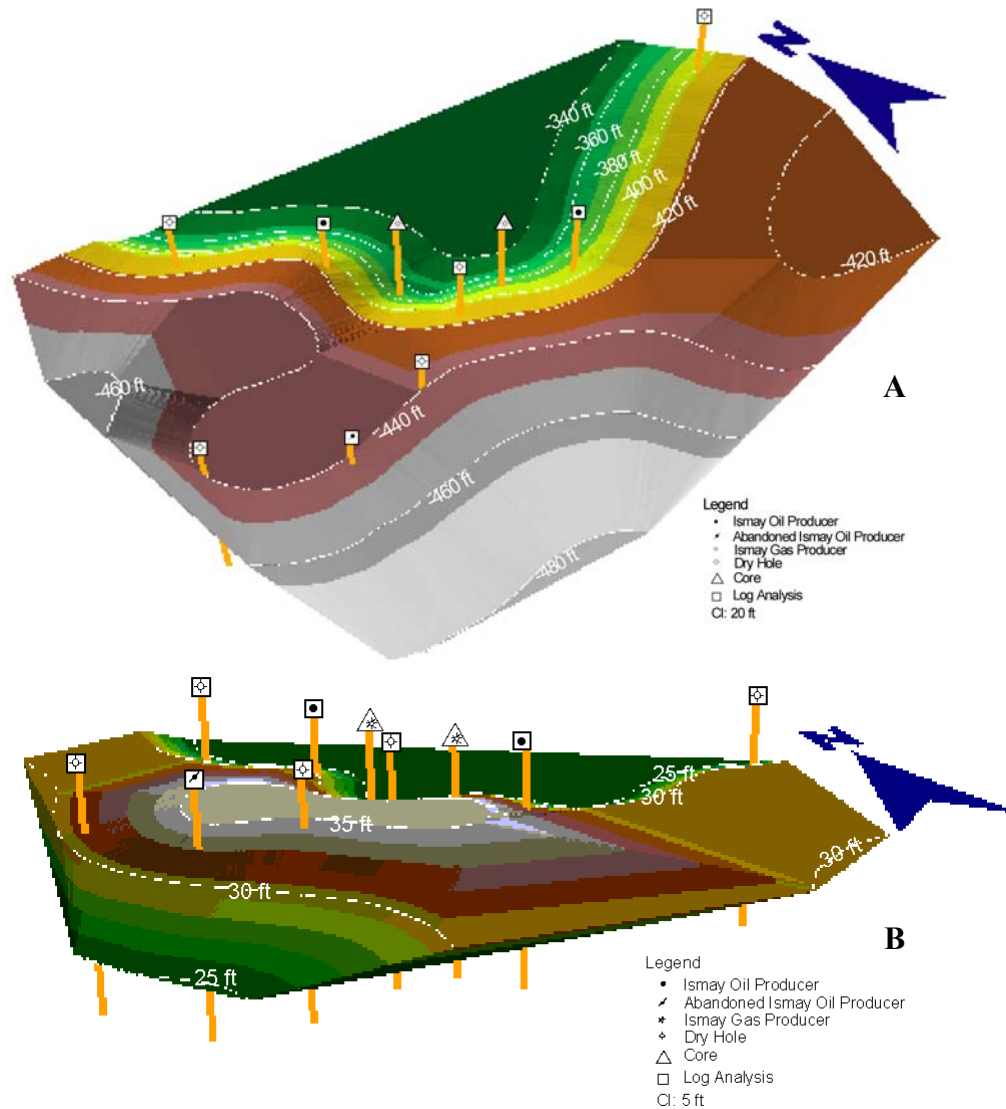 N
-340 ft
-360 ft
-380 ft
-400 ft
-420 ft
-420 ft
-460 ft
-440 ft
-460 ft
-480 ft
A
Legend
Ismay Oil Producer
Abandoned Ismay Oil Producer
Ismay Gas Producer
Dry Hole
Core
Log Analysis
CI: 20 ft
N
25 ft
30 ft
35 ft
30 ft
30 ft
25 ft
B
Legend
Ismay Oil Producer
Abandoned Ismay Oil Producer
Ismay Gas Producer
Dry Hole
Core
Log Analysis
CI: 5 ft